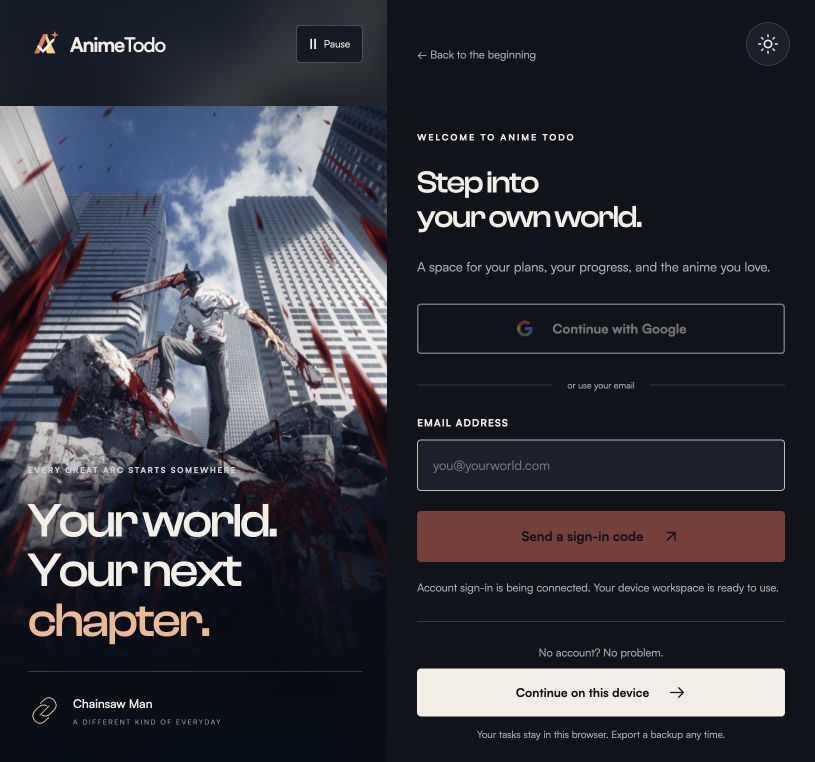 AnimeTodo
Pause
EVERY GREAT ARC STARTS SOMEWHERE
Your world.
Your next
chapter.
Chainsaw Man
A DIFFERENT KIND OF EVERYDAY
← Back to the beginning
WELCOME TO ANIME TODO
Step into
your own world.
A space for your plans, your progress, and the anime you love.
Continue with Google
or use your email
EMAIL ADDRESS
you@yourworld.com
Send a sign-in code
Account sign-in is being connected. Your device workspace is ready to use.
No account? No problem.
Continue on this device
Your tasks stay in this browser. Export a backup any time.